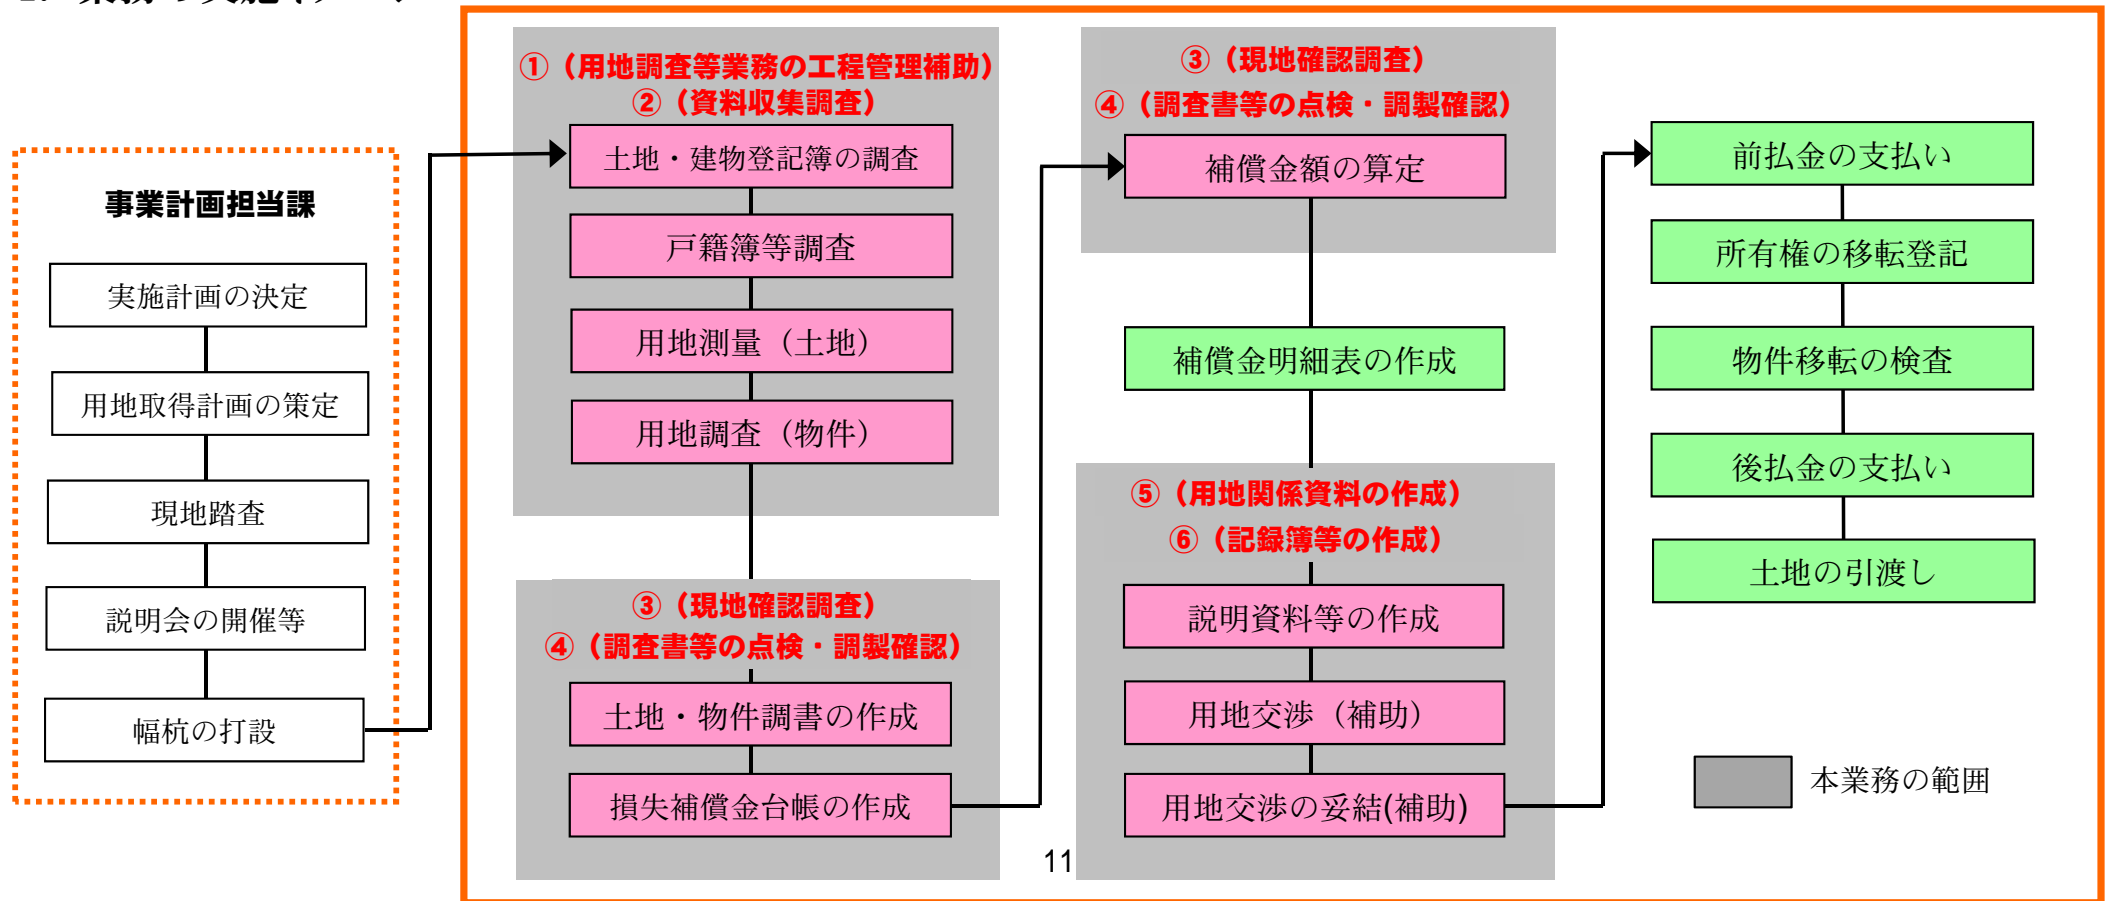 事業計画担当課
実施計画の決定
用地取得計画の策定
現地踏査
説明会の開催等
幅杭の打設
①（用地調査等業務の工程管理補助）
②（資料収集調査）
土地・建物登記簿の調査
戸籍簿等調査
用地測量（土地）
用地調査（物件）
③（現地確認調査）
④（調査書等の点検・調製確認）
土地・物件調書の作成
損失補償金台帳の作成
③（現地確認調査）
④（調査書等の点検・調製確認）
補償金額の算定
補償金明細表の作成
⑤（用地関係資料の作成）
⑥（記録簿等の作成）
説明資料等の作成
用地交渉（補助）
用地交渉の妥結(補助)
前払金の支払い
所有権の移転登記
物件移転の検査
後払金の支払い
土地の引渡し
本業務の範囲
11